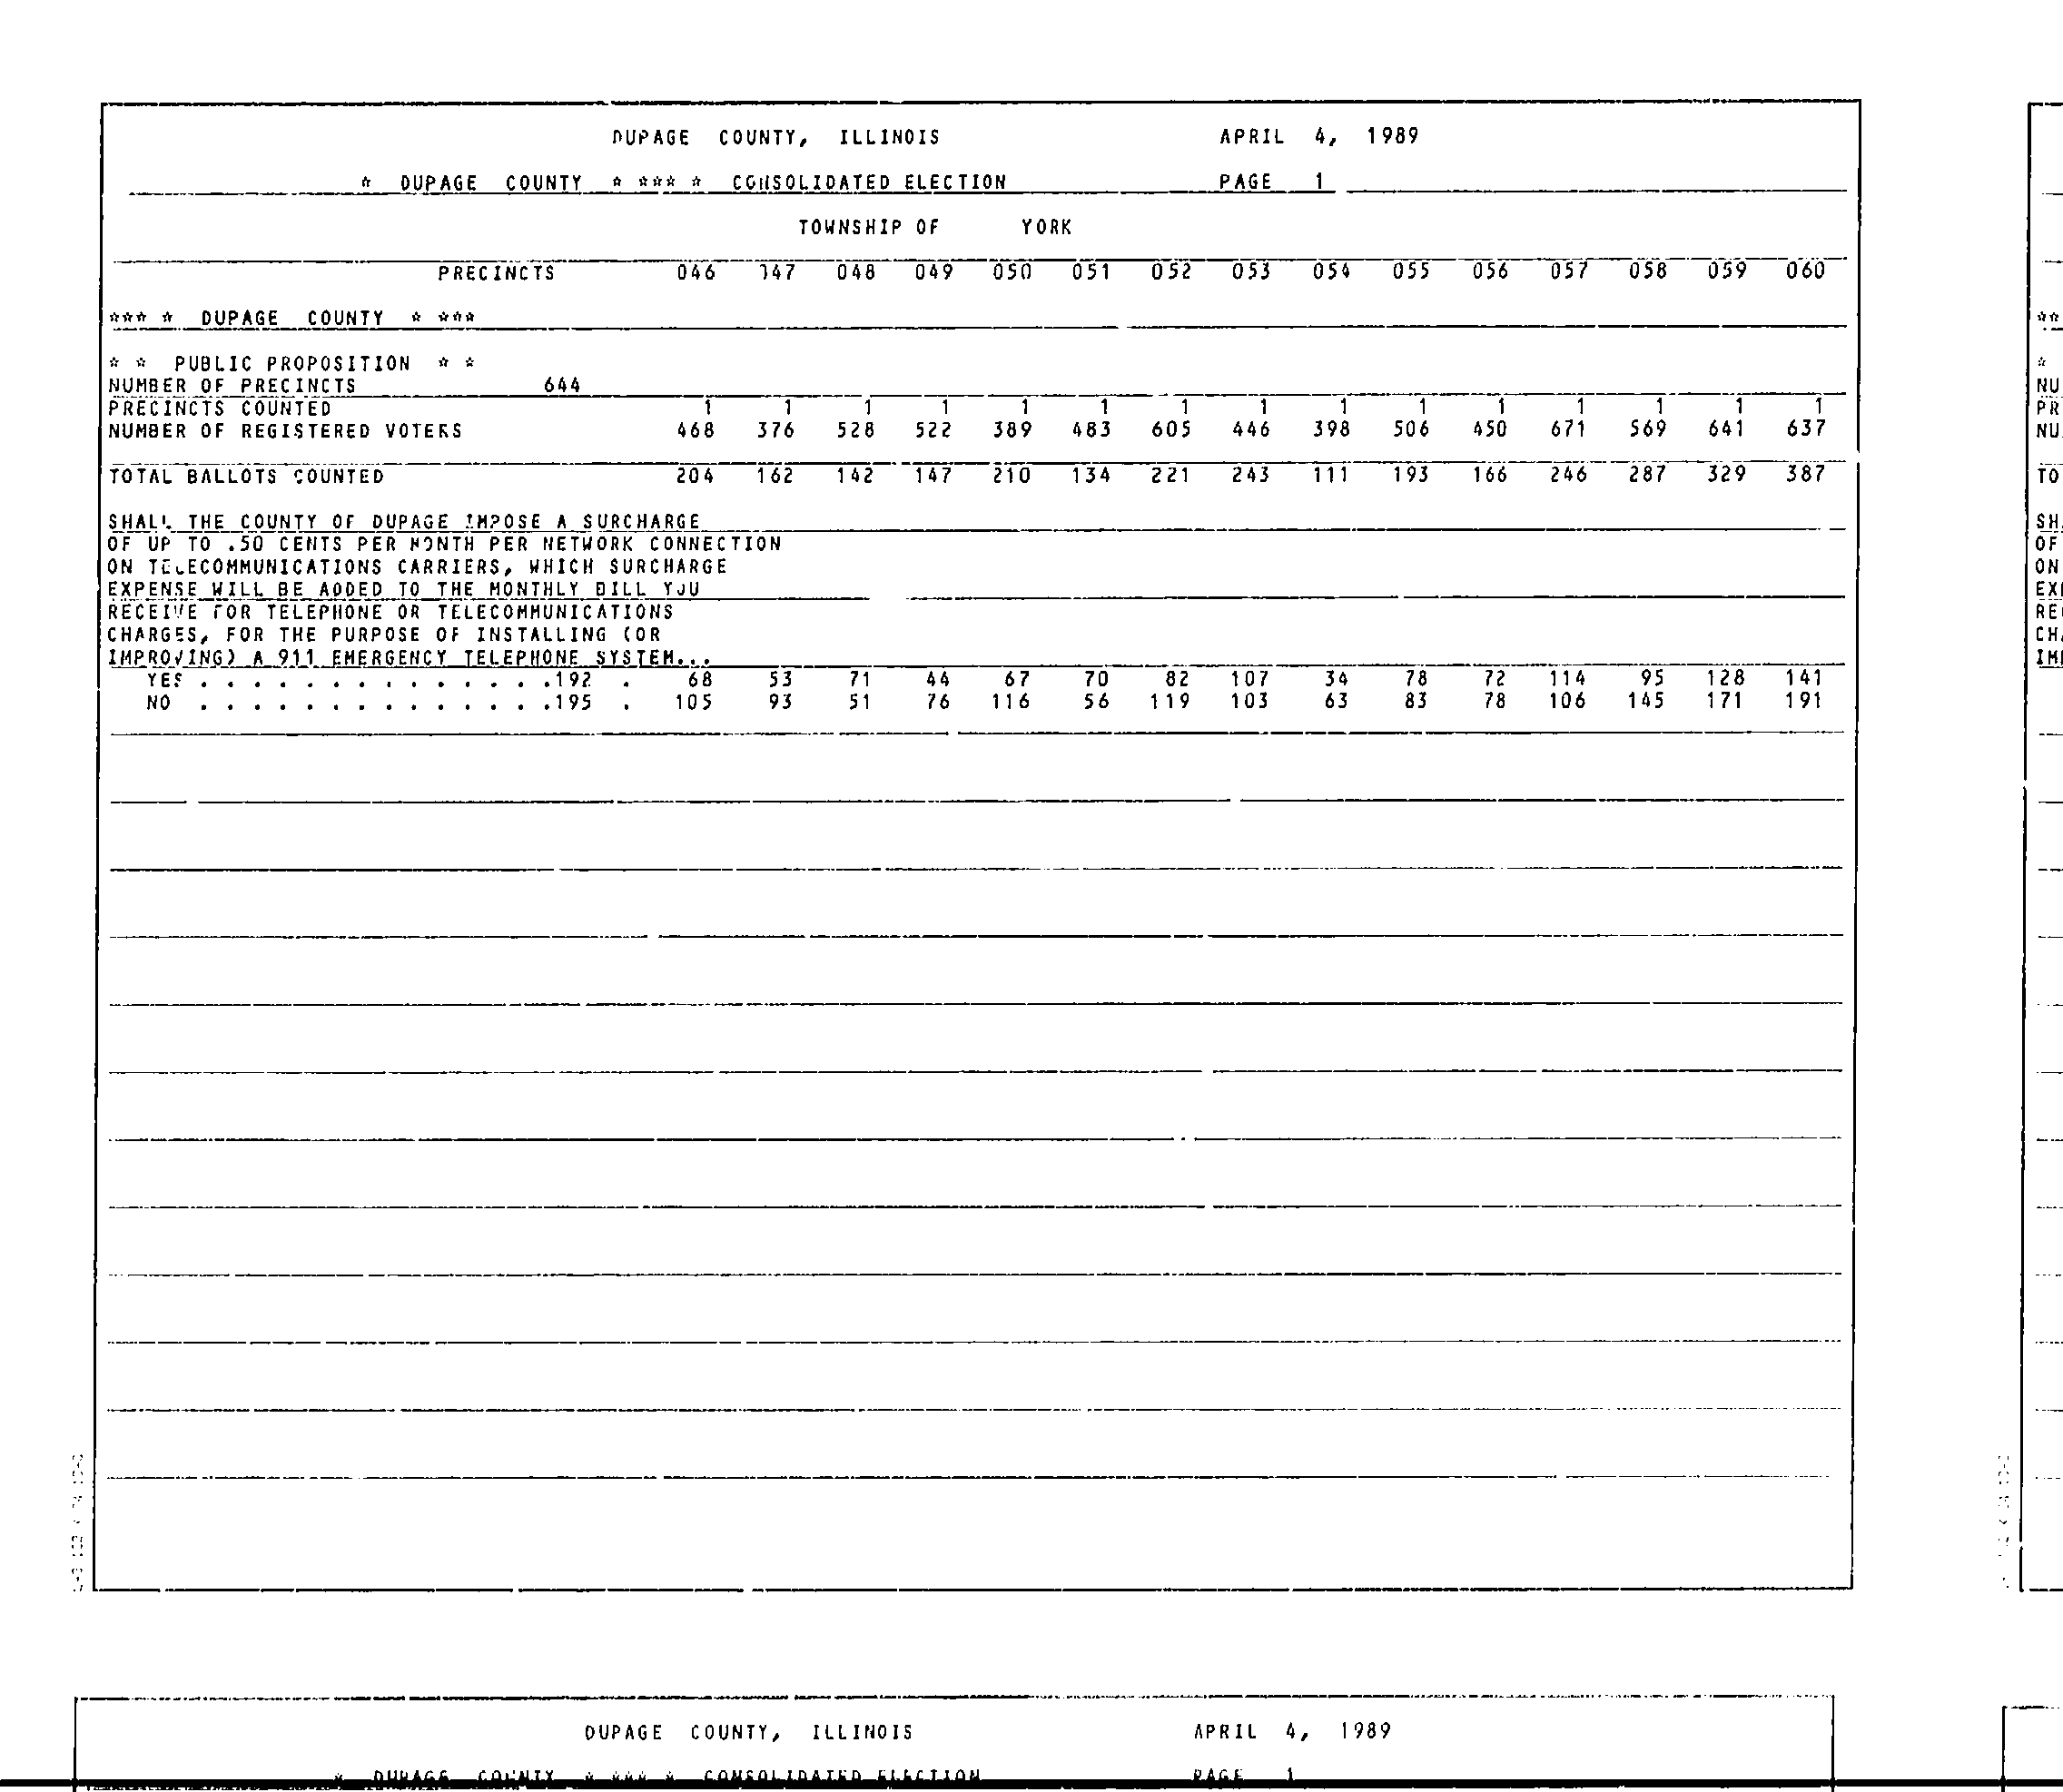 DUPAGE COUNTY, ILLINOIS APRIL 4, 1989
* DUPAGE COUNTY * *** * CONSOLIDATED ELECTION PAGE 1
TOWNSHIP OF YORK
PRECINCTS 046 047 048 049 050 051 052 053 054 055 056 057 058 059 060
*** * DUPAGE COUNTY * ***
* * PUBLIC PROPOSITION * *
NUMBER OF PRECINCTS 644
PRECINCTS COUNTED 1 1 1 1 1 1 1 1 1 1 1 1 1 1 1
NUMBER OF REGISTERED VOTERS 468 376 528 522 389 483 605 446 398 506 450 671 569 641 637
TOTAL BALLOTS COUNTED 204 162 142 147 210 134 221 243 111 193 166 246 287 329 387
SHALL THE COUNTY OF DUPAGE IMPOSE A SURCHARGE
OF UP TO .50 CENTS PER MONTH PER NETWORK CONNECTION
ON TELECOMMUNICATIONS CARRIERS, WHICH SURCHARGE
EXPENSE WILL BE ADDED TO THE MONTHLY BILL YOU
RECEIVE FOR TELEPHONE OR TELECOMMUNICATIONS
CHARGES, FOR THE PURPOSE OF INSTALLING (OR
IMPROVING) A 911 EMERGENCY TELEPHONE SYSTEM...
YES . . . . . . . . . . . . . .192 . 68 53 71 44 67 70 82 107 34 78 72 114 95 128 141
NO . . . . . . . . . . . . . .195 . 105 93 51 76 116 56 119 103 63 83 78 106 145 171 191
DUPAGE COUNTY, ILLINOIS APRIL 4, 1989
* DUPAGE COUNTY * *** * CONSOLIDATED ELECTION PAGE 1
**
*
NU
PR
NU
TO
SH
OF
ON
EX
RE
CH
IM